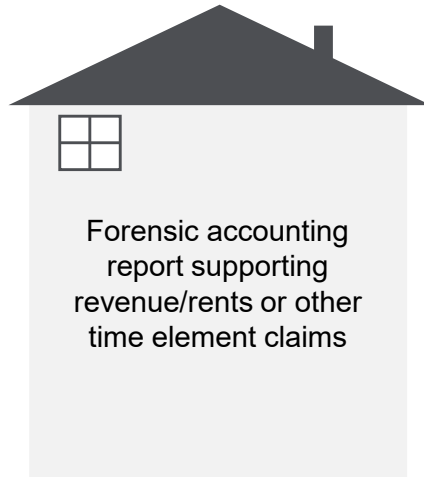 Forensic accounting
report supporting
revenue/rents or other
time element claims